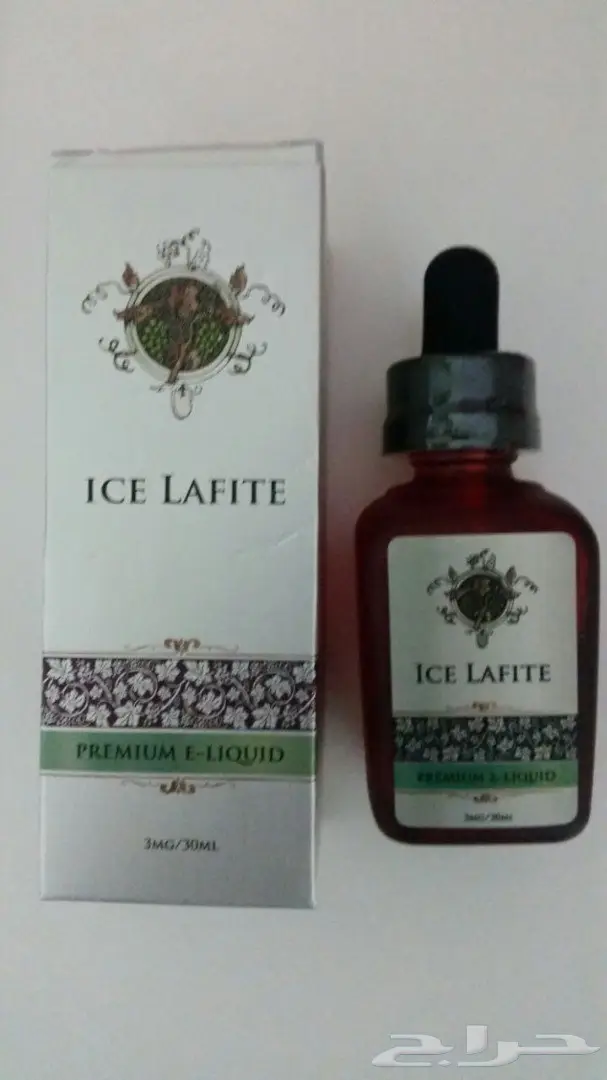 ICE LAFITE
PREMIUM E-LIQUID
3MG/30ML
ICE LAFITE
PREMIUM E-LIQUID
3MG/30ML
حراج